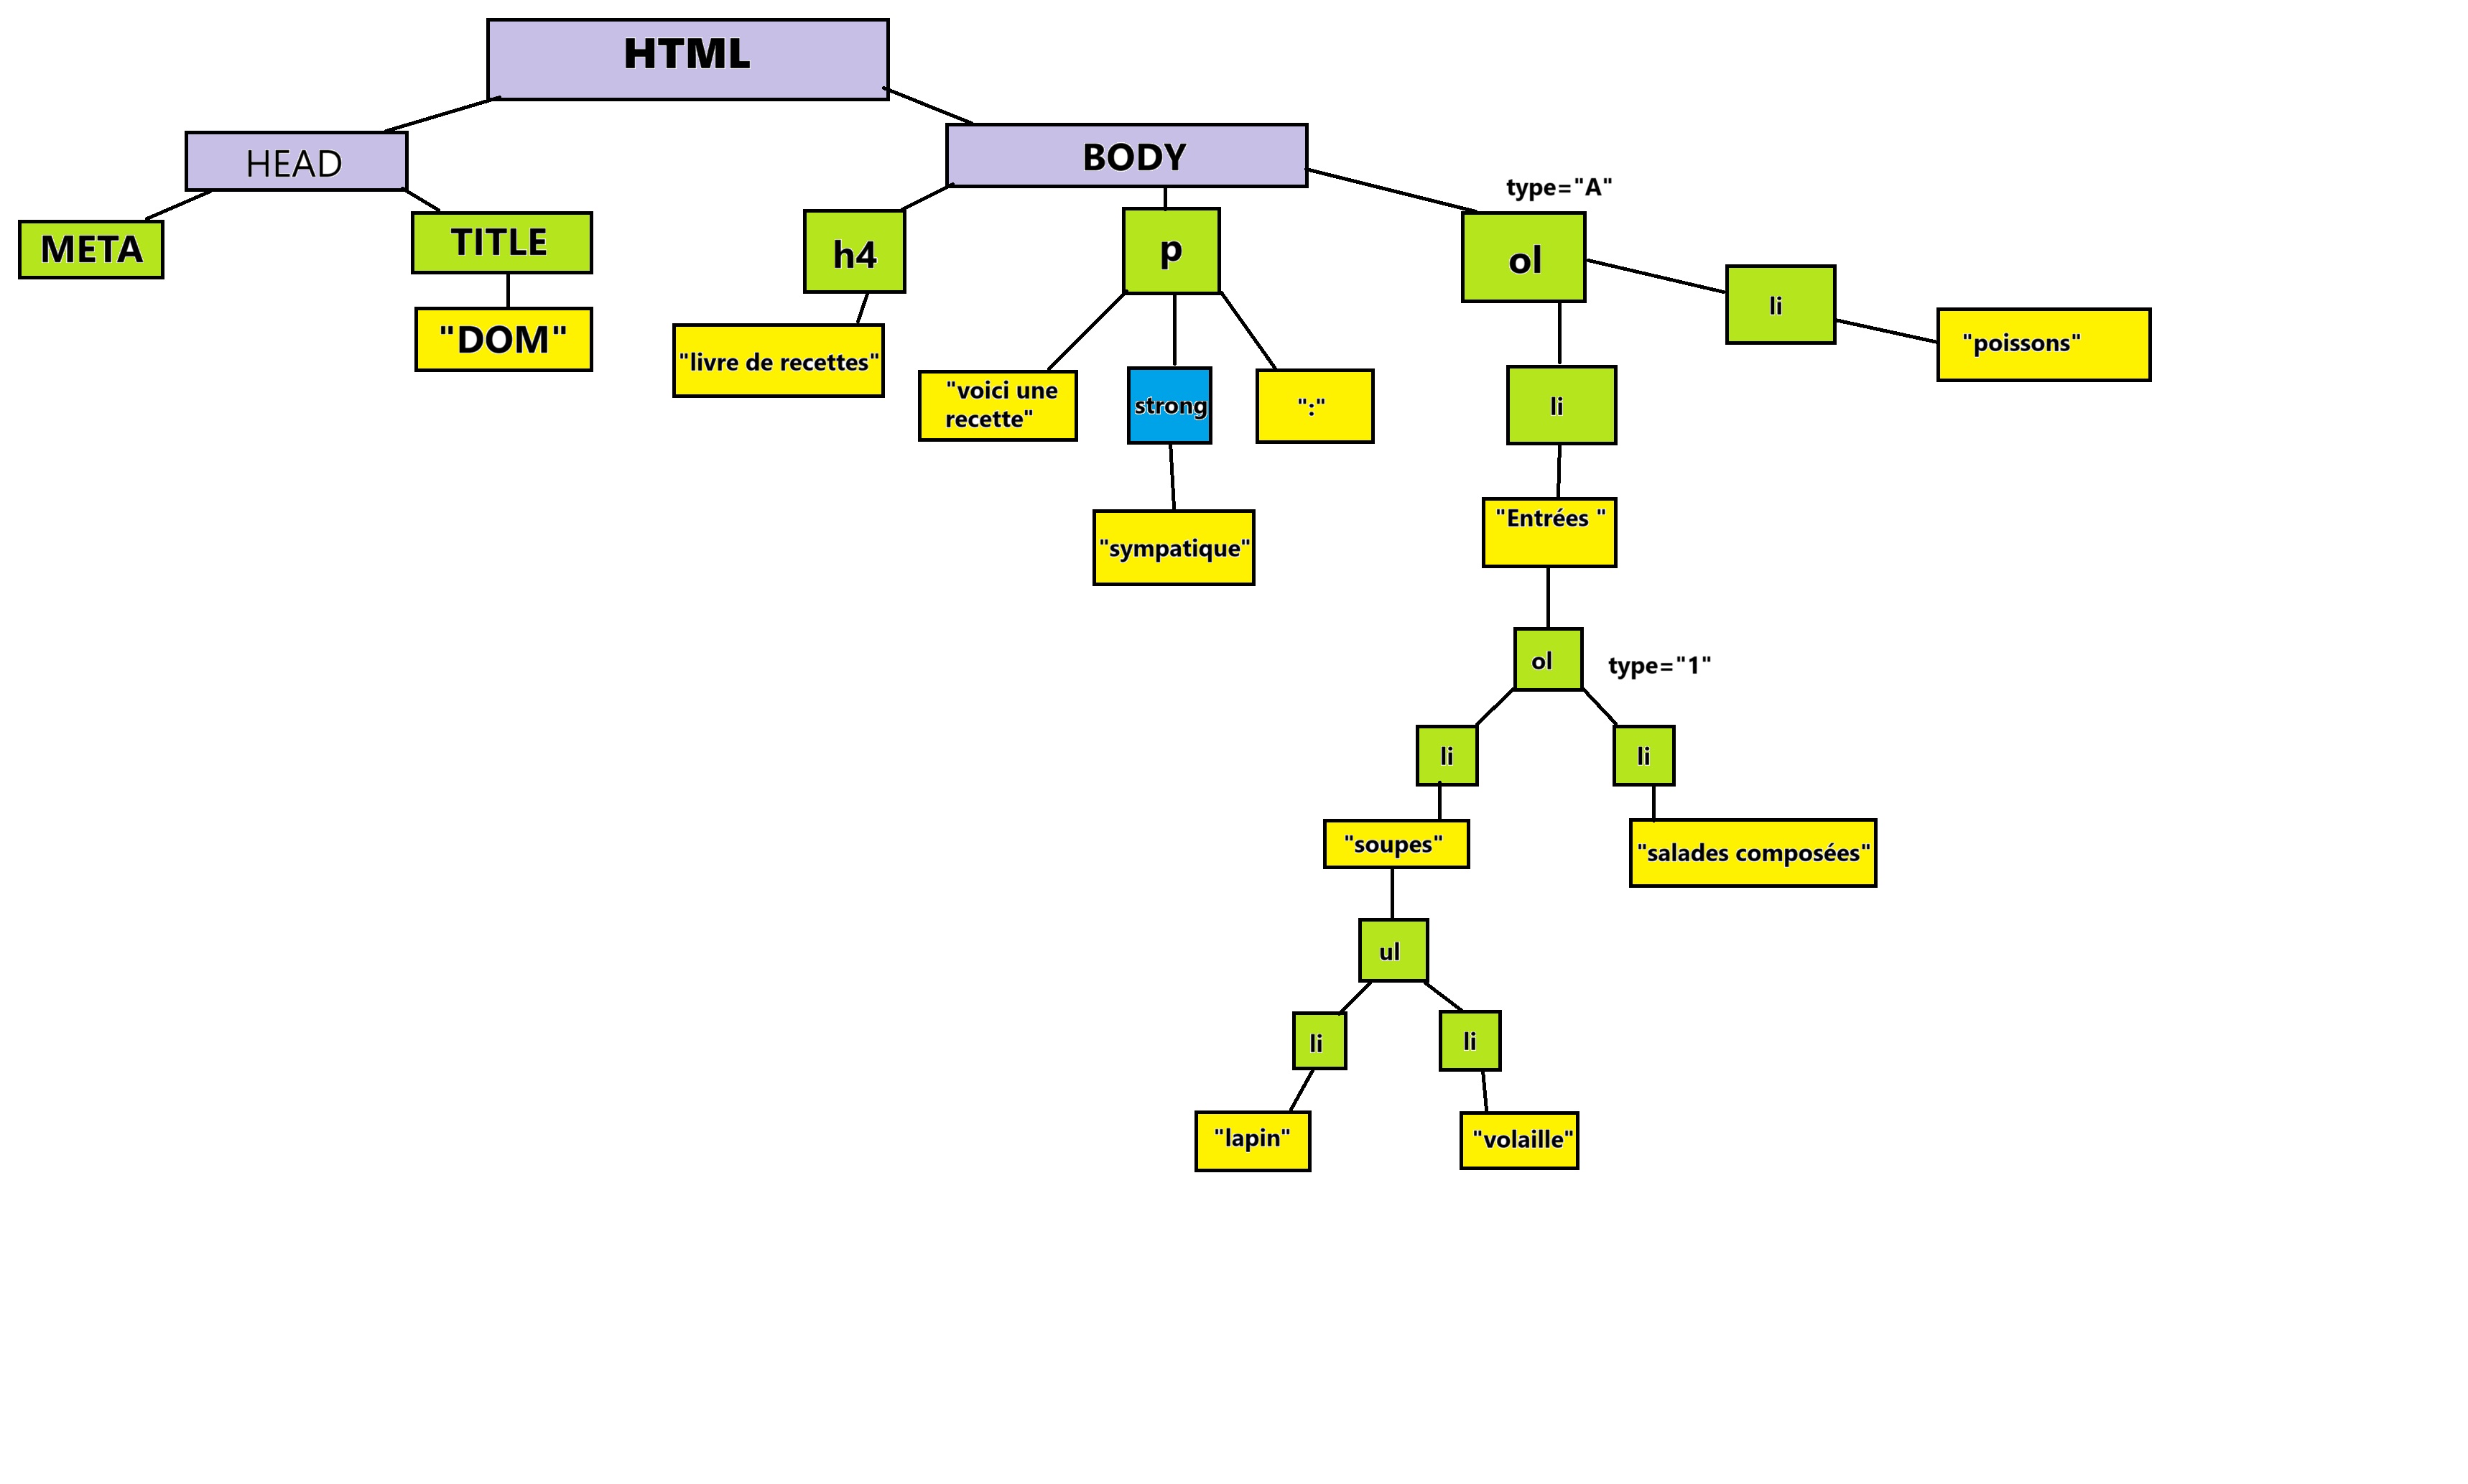 HTML
HEAD
BODY
type="A"
META
TITLE
h4
p
ol
li
"DOM"
"livre de recettes"
"voici une
recette"
strong
":"
li
"poissons"
"sympatique"
"Entrées "
ol
type="1"
li
li
"soupes"
"salades composées"
ul
li
li
"lapin"
"volaille"